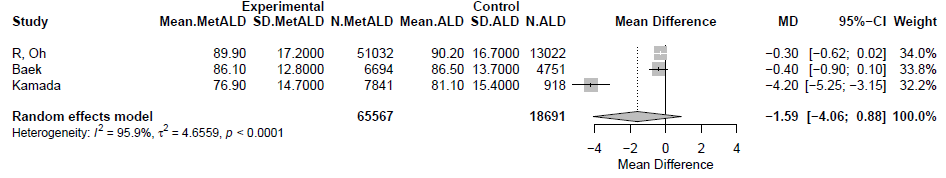 Experimental Control
Study Mean.MetALD SD.MetALD N.MetALD Mean.ALD SD.ALD N.ALD Mean Difference MD 95%−CI Weight
R, Oh 89.90 17.2000 51032 90.20 16.7000 13022 −0.30 [−0.62; 0.02] 34.0%
Baek 86.10 12.8000 6694 86.50 13.7000 4751 −0.40 [−0.90; 0.10] 33.8%
Kamada 76.90 14.7000 7841 81.10 15.4000 918 −4.20 [−5.25; −3.15] 32.2%
Random effects model 65567 18691 −1.59 [−4.06; 0.88] 100.0%
Heterogeneity: I² = 95.9%, τ² = 4.6559, p < 0.0001
−4 −2 0 2 4
Mean Difference